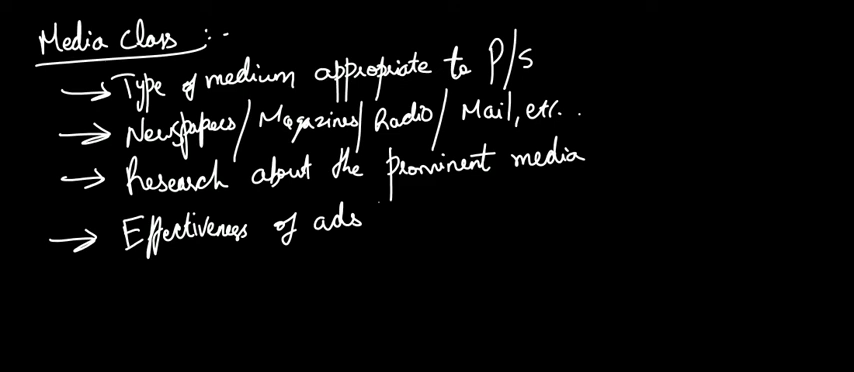 Media Class :-
→ Type of medium appropriate to P/S
→ Newspapers/Magazines/Radio/Mail, etc...
→ Research about the prominent media
→ Effectiveness of ads